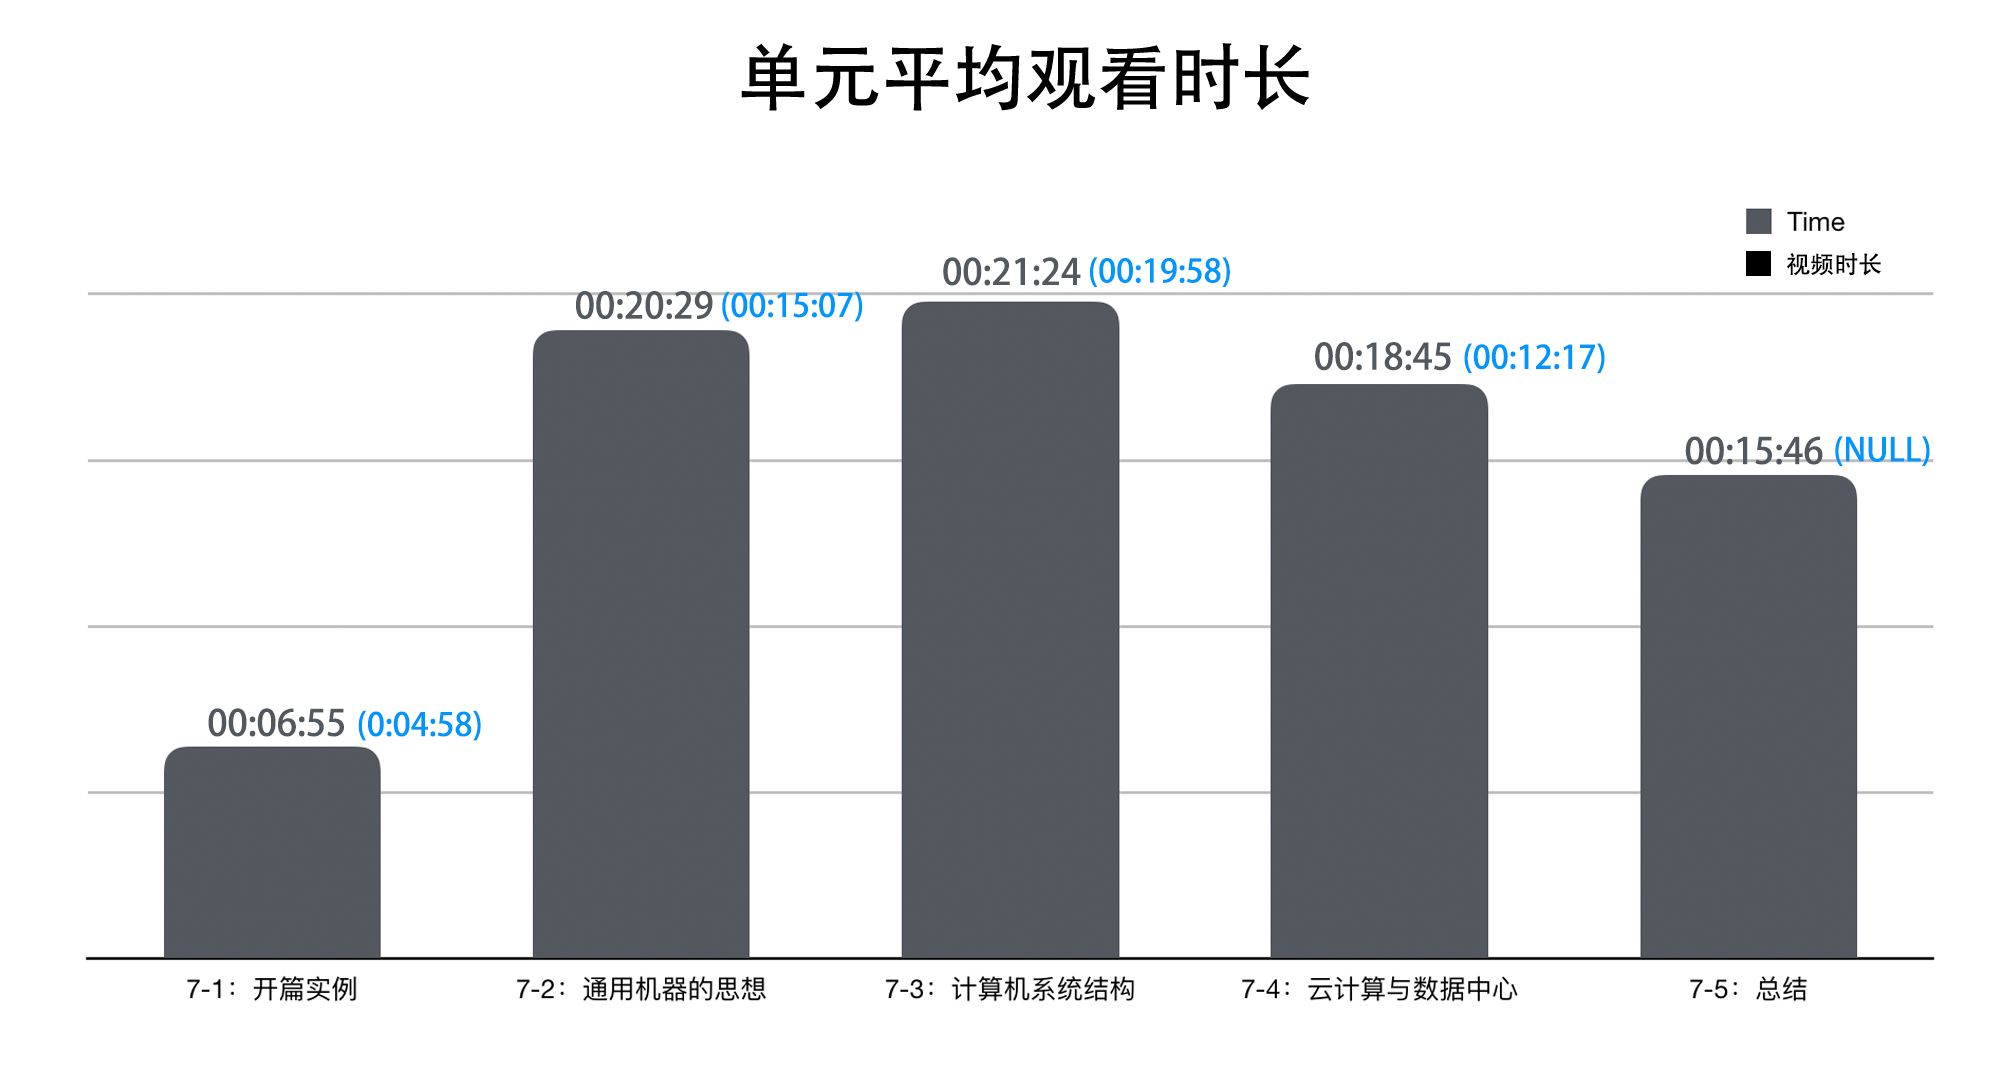 单元平均观看时长
Time
视频时长
00:21:24 (00:19:58)
00:20:29 (00:15:07)
00:18:45 (00:12:17)
00:15:46 (NULL)
00:06:55 (0:04:58)
7-1：开篇实例
7-2：通用机器的思想
7-3：计算机系统结构
7-4：云计算与数据中心
7-5：总结